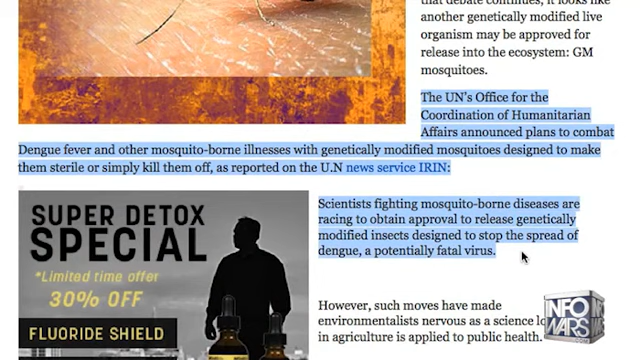 that debate continues, it looks like
another genetically modified live
organism may be approved for
release into the ecosystem: GM
mosquitoes.
The UN's Office for the
Coordination of Humanitarian
Affairs announced plans to combat
Dengue fever and other mosquito-borne illnesses with genetically modified mosquitoes designed to make
them sterile or simply kill them off, as reported on the U.N news service IRIN:
SUPER DETOX
SPECIAL
*Limited time offer
30% OFF
FLUORIDE SHIELD
Scientists fighting mosquito-borne diseases are
racing to obtain approval to release genetically
modified insects designed to stop the spread of
dengue, a potentially fatal virus.
However, such moves have made
environmentalists nervous as a science
in agriculture is applied to public health.
INFO
WARS